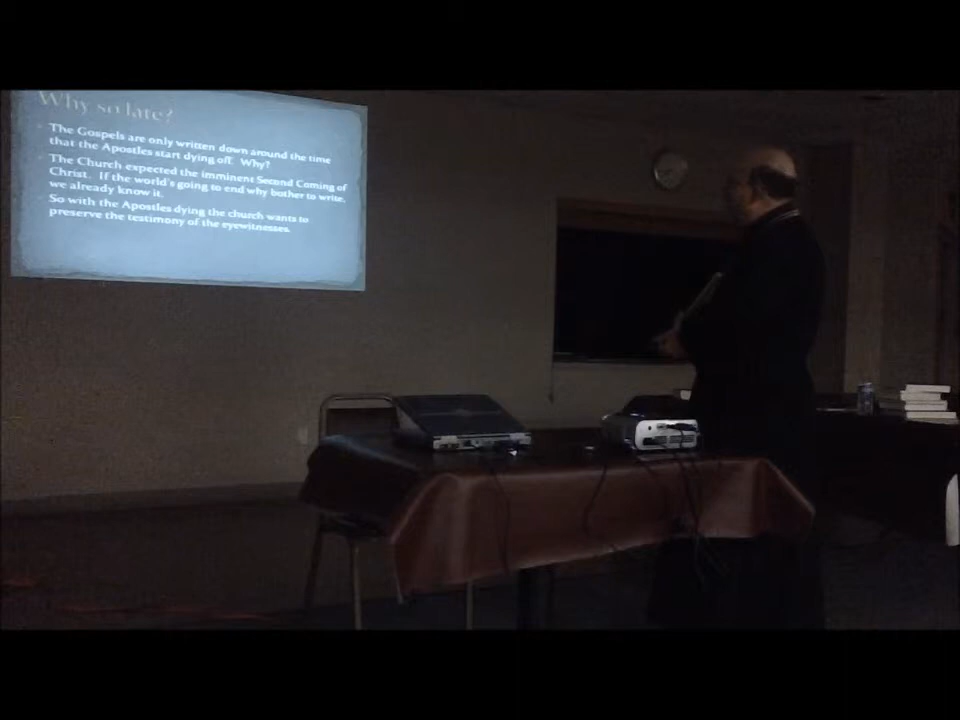 Why so late?
The Gospels are only written down around the time
that the Apostles start dying off. Why?
The Church expected the imminent Second Coming of
Christ. If the world's going to end why bother to write,
we already know it.
So with the Apostles dying the church wants to
preserve the testimony of the eyewitnesses.